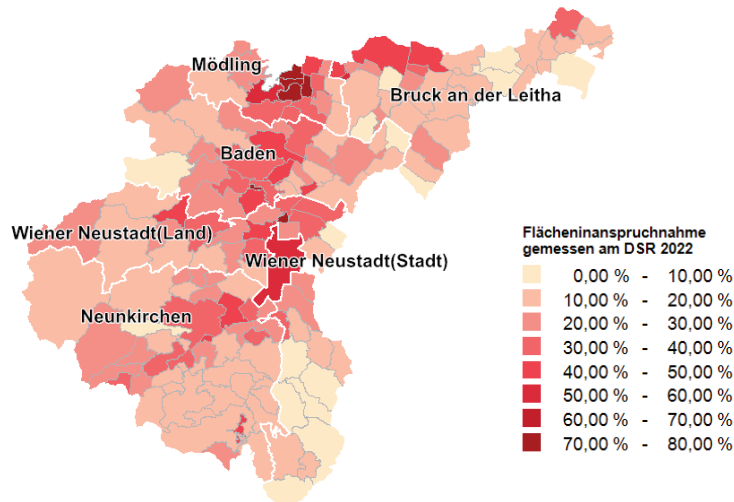 Mödling
Bruck an der Leitha
Baden
Wiener Neustadt(Land)
Wiener Neustadt(Stadt)
Neunkirchen
Flächeninanspruchnahme
gemessen am DSR 2022
0,00 % - 10,00 %
10,00 % - 20,00 %
20,00 % - 30,00 %
30,00 % - 40,00 %
40,00 % - 50,00 %
50,00 % - 60,00 %
60,00 % - 70,00 %
70,00 % - 80,00 %